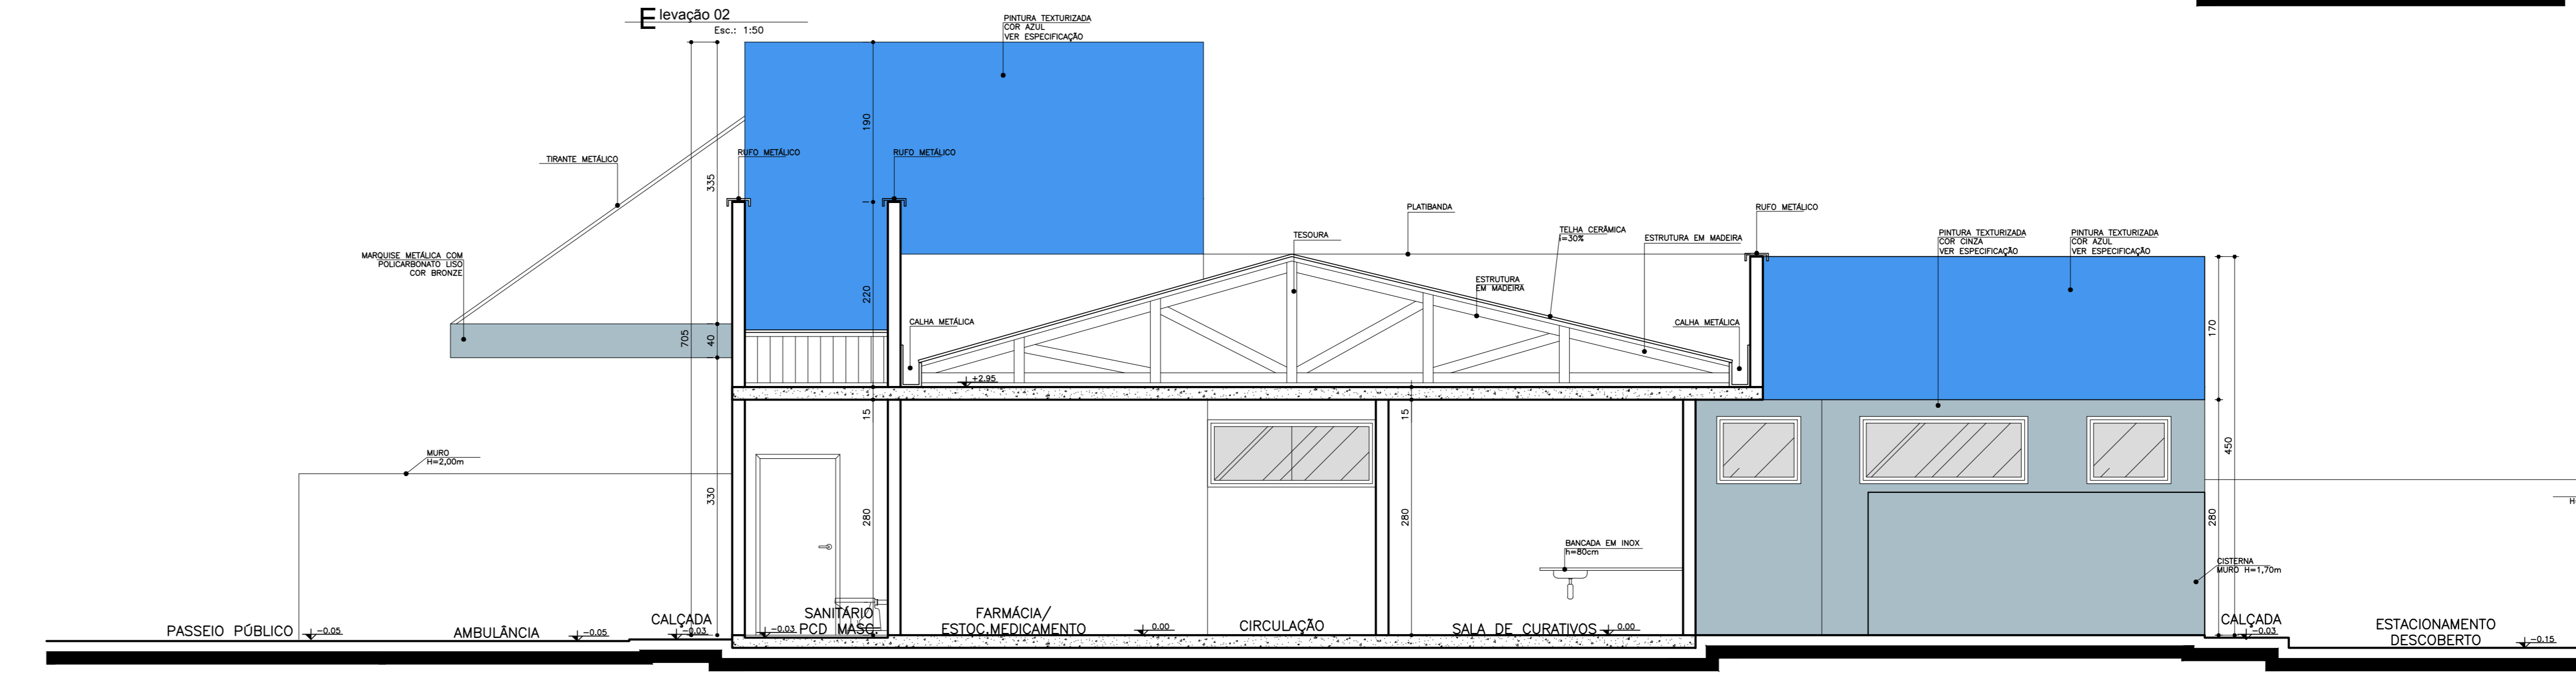 Elevação 02
Esc.: 1:50
PINTURA TEXTURIZADA
COR AZUL
VER ESPECIFICAÇÃO
190
TIRANTE METÁLICO
RUFO METÁLICO
RUFO METÁLICO
335
PLATIBANDA
RUFO METÁLICO
TESOURA
TELHA CERÂMICA
i=30%
ESTRUTURA EM MADEIRA
PINTURA TEXTURIZADA
COR CINZA
VER ESPECIFICAÇÃO
PINTURA TEXTURIZADA
COR AZUL
VER ESPECIFICAÇÃO
MARQUISE METÁLICA COM
POLICARBONATO LISO
COR BRONZE
220
ESTRUTURA
EM MADEIRA
CALHA METÁLICA
CALHA METÁLICA
705
40
170
+2.95
15
15
450
MURO
H=2,00m
330
280
280
280
H
BANCADA EM INOX
h=80cm
CISTERNA
MURO H=1,70m
PASSEIO PÚBLICO
-0.05
AMBULÂNCIA
-0.05
CALÇADA
-0.03
SANITÁRIO
PCD MASC.
-0.03
FARMÁCIA/
ESTOC.MEDICAMENTO
0.00
CIRCULAÇÃO
SALA DE CURATIVOS
0.00
CALÇADA
-0.03
ESTACIONAMENTO
DESCOBERTO
-0.15